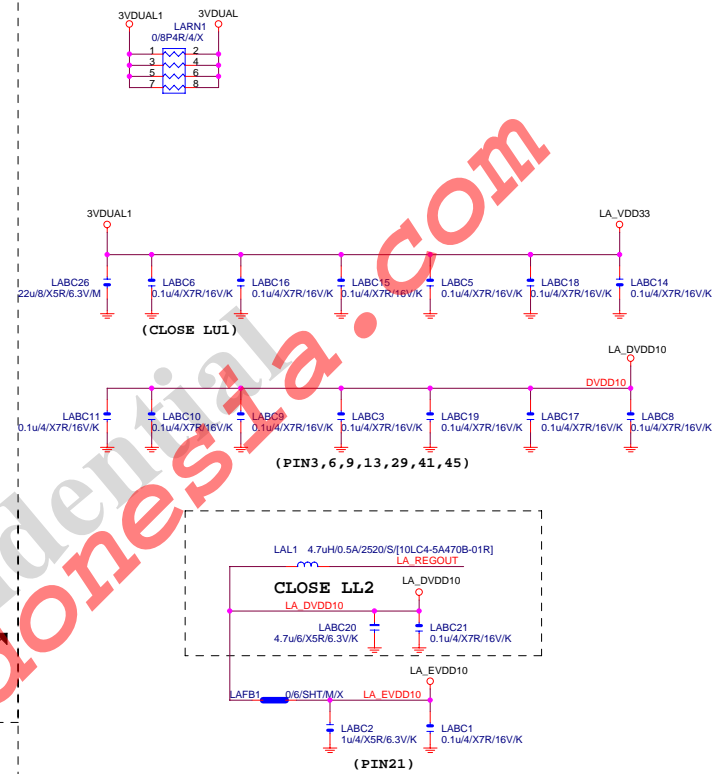 3VDUAL1 3VDUAL
LARN1
0/8P4R/4/X
1 2
3 4
5 6
7 8
3VDUAL1 LA_VDD33
LABC26 LABC6 LABC16 LABC15 LABC5 LABC18 LABC14
22u/8/X5R/6.3V/M 0.1u/4/X7R/16V/K 0.1u/4/X7R/16V/K 0.1u/4/X7R/16V/K 0.1u/4/X7R/16V/K 0.1u/4/X7R/16V/K 0.1u/4/X7R/16V/K
(CLOSE LU1)
LA_DVDD10
DVDD10
LABC11 LABC10 LABC9 LABC3 LABC19 LABC17 LABC8
0.1u/4/X7R/16V/K 0.1u/4/X7R/16V/K 0.1u/4/X7R/16V/K 0.1u/4/X7R/16V/K 0.1u/4/X7R/16V/K 0.1u/4/X7R/16V/K 0.1u/4/X7R/16V/K
(PIN3,6,9,13,29,41,45)
LAL1 4.7uH/0.5A/2520/S/[10LC4-5A470B-01R]
LA_REGOUT
CLOSE LL2
LA_DVDD10
LA_DVDD10
LABC20 LABC21
4.7u/6/X5R/6.3V/K 0.1u/4/X7R/16V/K
LA_EVDD10
LAFB1 0/6/SHT/M/X LA_EVDD10
LABC2 LABC1
1u/4/X5R/6.3V/K 0.1u/4/X7R/16V/K
(PIN21)
idential
donesia.com